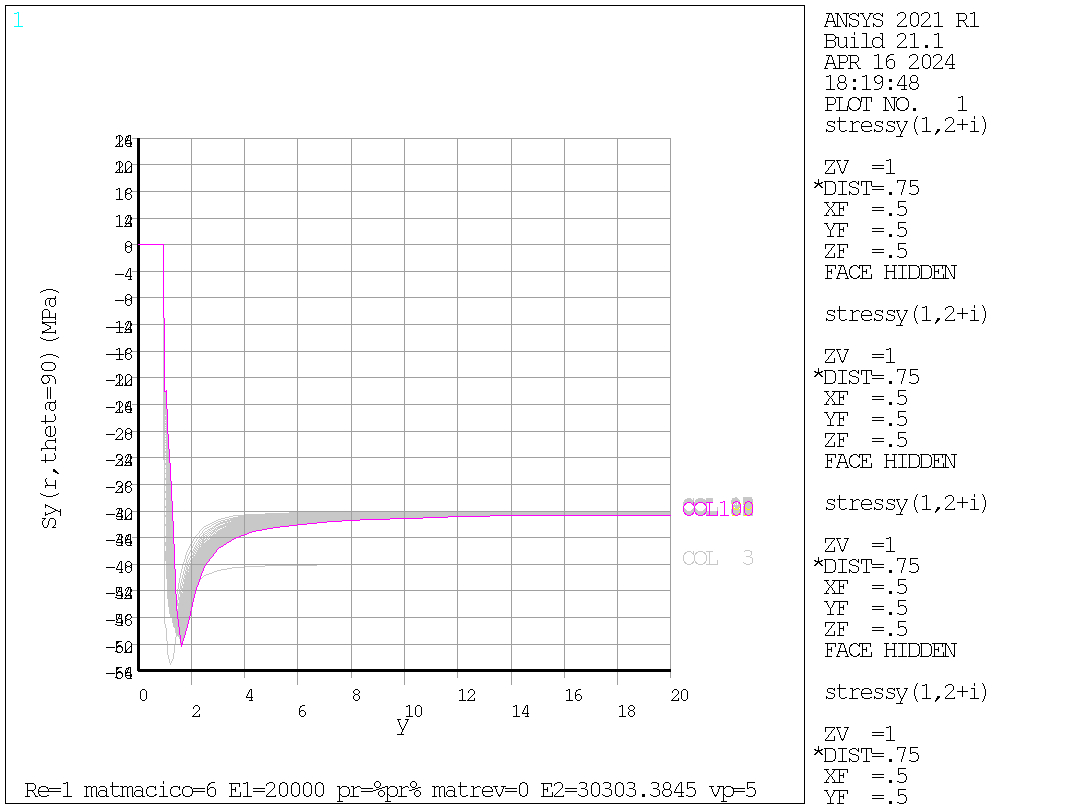 1
ANSYS 2021 R1
Build 21.1
APR 16 2024
18:19:48
PLOT NO.   1
stressy(1,2+i)
ZV  =1
*DIST=.75
XF  =.5
YF  =.5
ZF  =.5
FACE HIDDEN
stressy(1,2+i)
ZV  =1
*DIST=.75
XF  =.5
YF  =.5
ZF  =.5
FACE HIDDEN
stressy(1,2+i)
ZV  =1
*DIST=.75
XF  =.5
YF  =.5
ZF  =.5
FACE HIDDEN
stressy(1,2+i)
ZV  =1
*DIST=.75
XF  =.5
YF  =.5
Sy(r,theta=90)(MPa)
-4
COL100
COL  3
0 4 8 12 16 20
2 6 10 14 18
y
Re=1 matmacico=6 E1=20000 pr=%pr% matrev=0 E2=30303.3845 vp=5